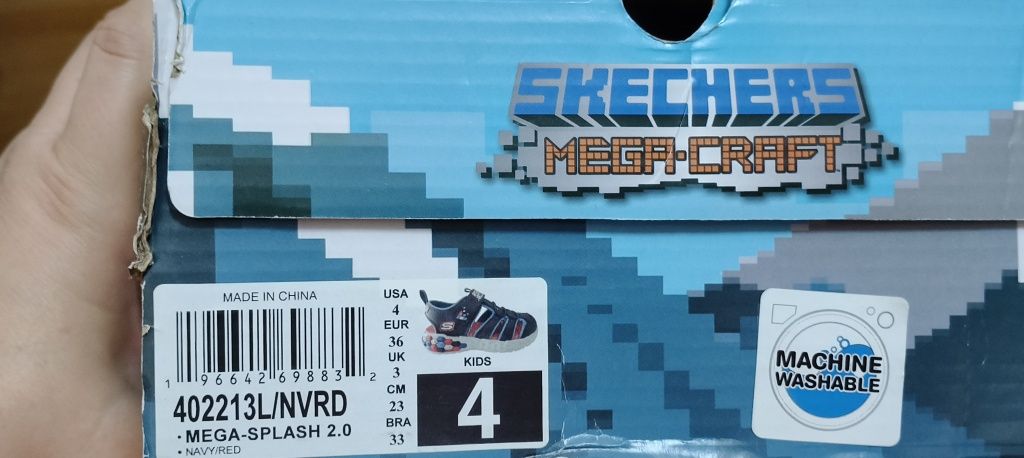 SKECHERS
MEGA-CRAFT
MADE IN CHINA
1 96642 69883 2
402213L/NVRD
• MEGA-SPLASH 2.0
• NAVY/RED
USA
4
EUR
36
UK
3
CM
23
BRA
33
S
KIDS
4
MACHINE
WASHABLE